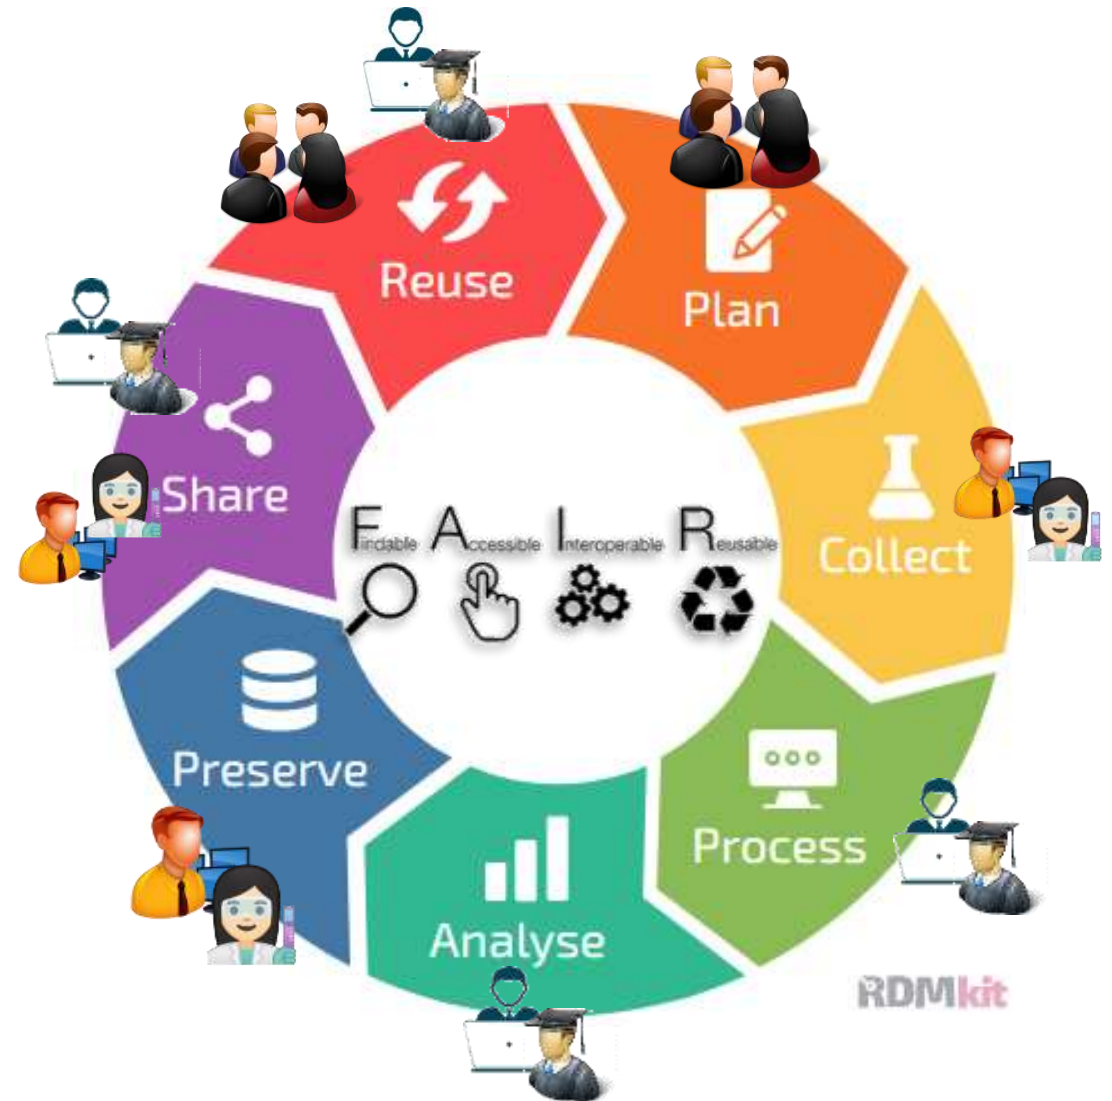 Reuse
Plan
Share
Collect
Findable Accessible Interoperable Reusable
Preserve
Process
Analyse
RDMkit